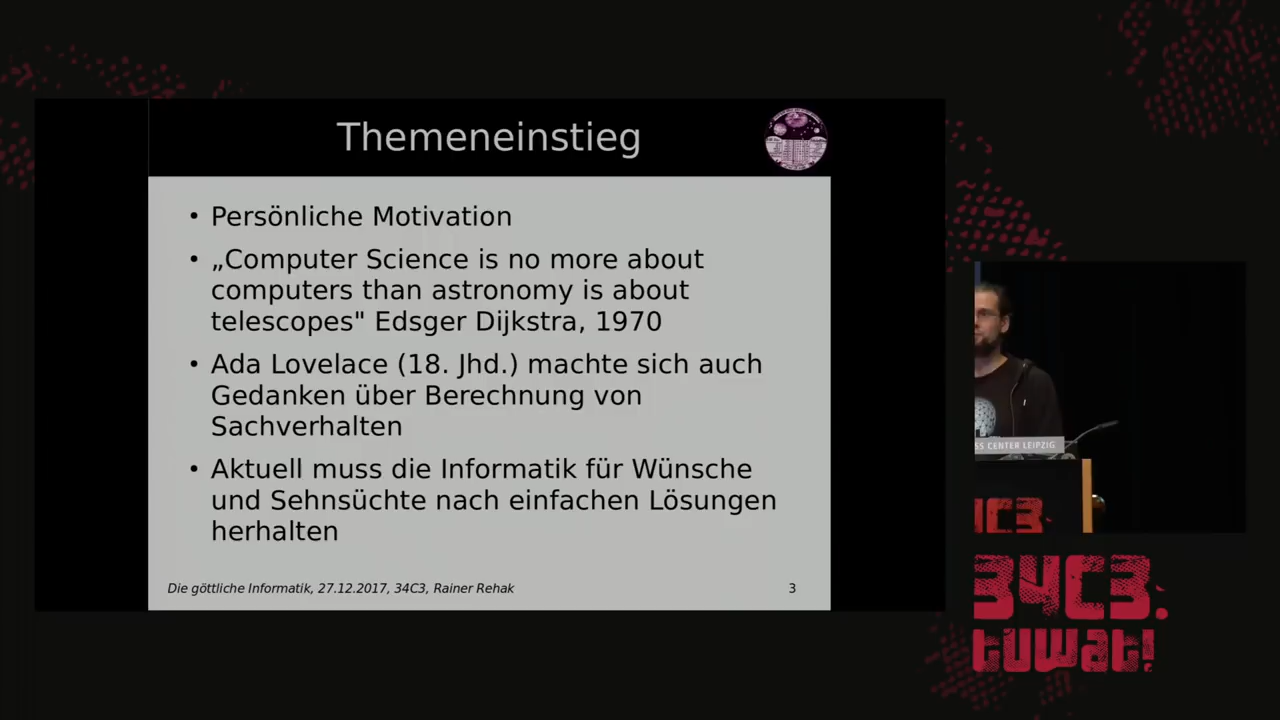 Themeneinstieg
• Persönliche Motivation
• „Computer Science is no more about
computers than astronomy is about
telescopes" Edsger Dijkstra, 1970
• Ada Lovelace (18. Jhd.) machte sich auch
Gedanken über Berechnung von
Sachverhalten
• Aktuell muss die Informatik für Wünsche
und Sehnsüchte nach einfachen Lösungen
herhalten
Die göttliche Informatik, 27.12.2017, 34C3, Rainer Rehak
3
SS CENTER LEIPZIG
4C3.
34C3.
tuwat!